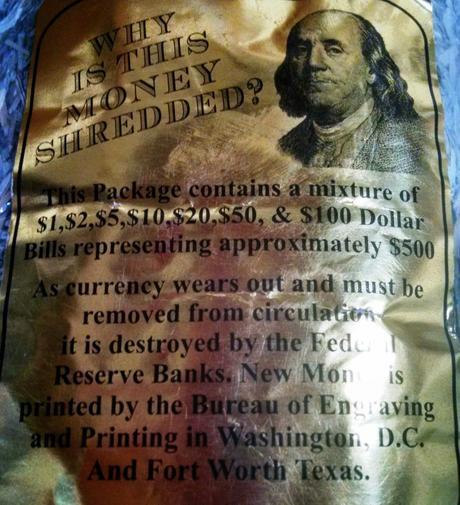 WHY
IS THIS
MONEY
SHREDDED?
This Package contains a mixture of
$1,$2,$5,$10,$20,$50, & $100 Dollar
Bills representing approximately $500
As currency wears out and must be
removed from circulation
it is destroyed by the Federal
Reserve Banks. New Mon is
printed by the Bureau of Engraving
and Printing in Washington, D.C.
And Fort Worth Texas.